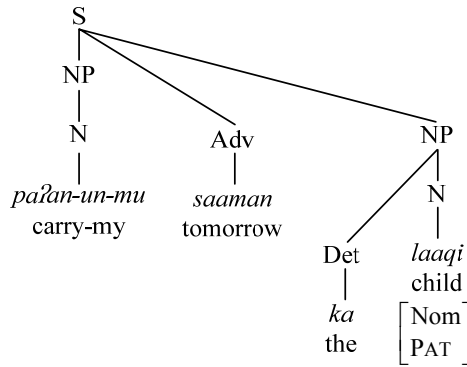 S
NP
N Adv NP
paʔan-un-mu saaman N
carry-my tomorrow Det laaqi
child
ka [Nom
the PAT]